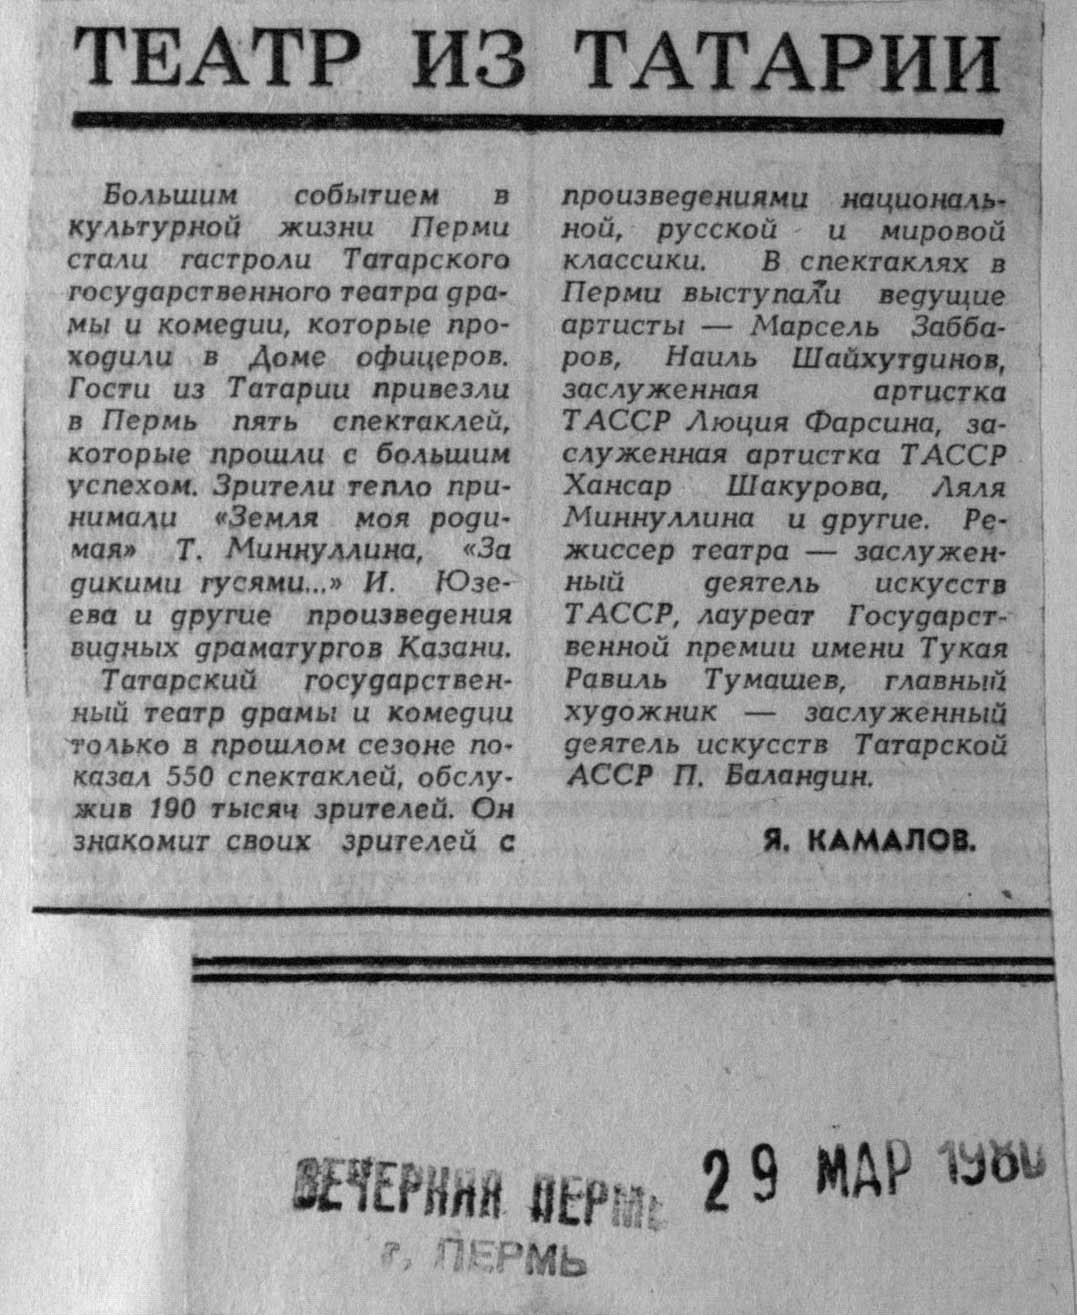 ТЕАТР ИЗ ТАТАРИИ
Большим событием в
культурной жизни Перми
стали гастроли Татарского
государственного театра дра-
мы и комедии, которые про-
ходили в Доме офицеров.
Гости из Татарии привезли
в Пермь пять спектаклей,
которые прошли с большим
успехом. Зрители тепло при-
нимали «Земля моя роди-
мая» Т. Миннуллина, «За
дикими гусями...» И. Юзе-
ева и другие произведения
видных драматургов Казани.
Татарский государствен-
ный театр драмы и комедии
только в прошлом сезоне по-
казал 550 спектаклей, обслу-
жив 190 тысяч зрителей. Он
знакомит своих зрителей с
произведениями националь-
ной, русской и мировой
классики. В спектаклях в
Перми выступали ведущие
артисты — Марсель Забба-
ров, Наиль Шайхутдинов,
заслуженная артистка
ТАССР Люция Фарсина, за-
служенная артистка ТАССР
Хансар Шакурова, Ляля
Миннуллина и другие. Ре-
жиссер театра — заслужен-
ный деятель искусств
ТАССР, лауреат Государст-
венной премии имени Тукая
Равиль Тумашев, главный
художник — заслуженный
деятель искусств Татарской
АССР П. Баландин.
Я. КАМАЛОВ.
ВЕЧЕРНЯЯ ПЕРМЬ 29 МАР 1980
г. ПЕРМЬ